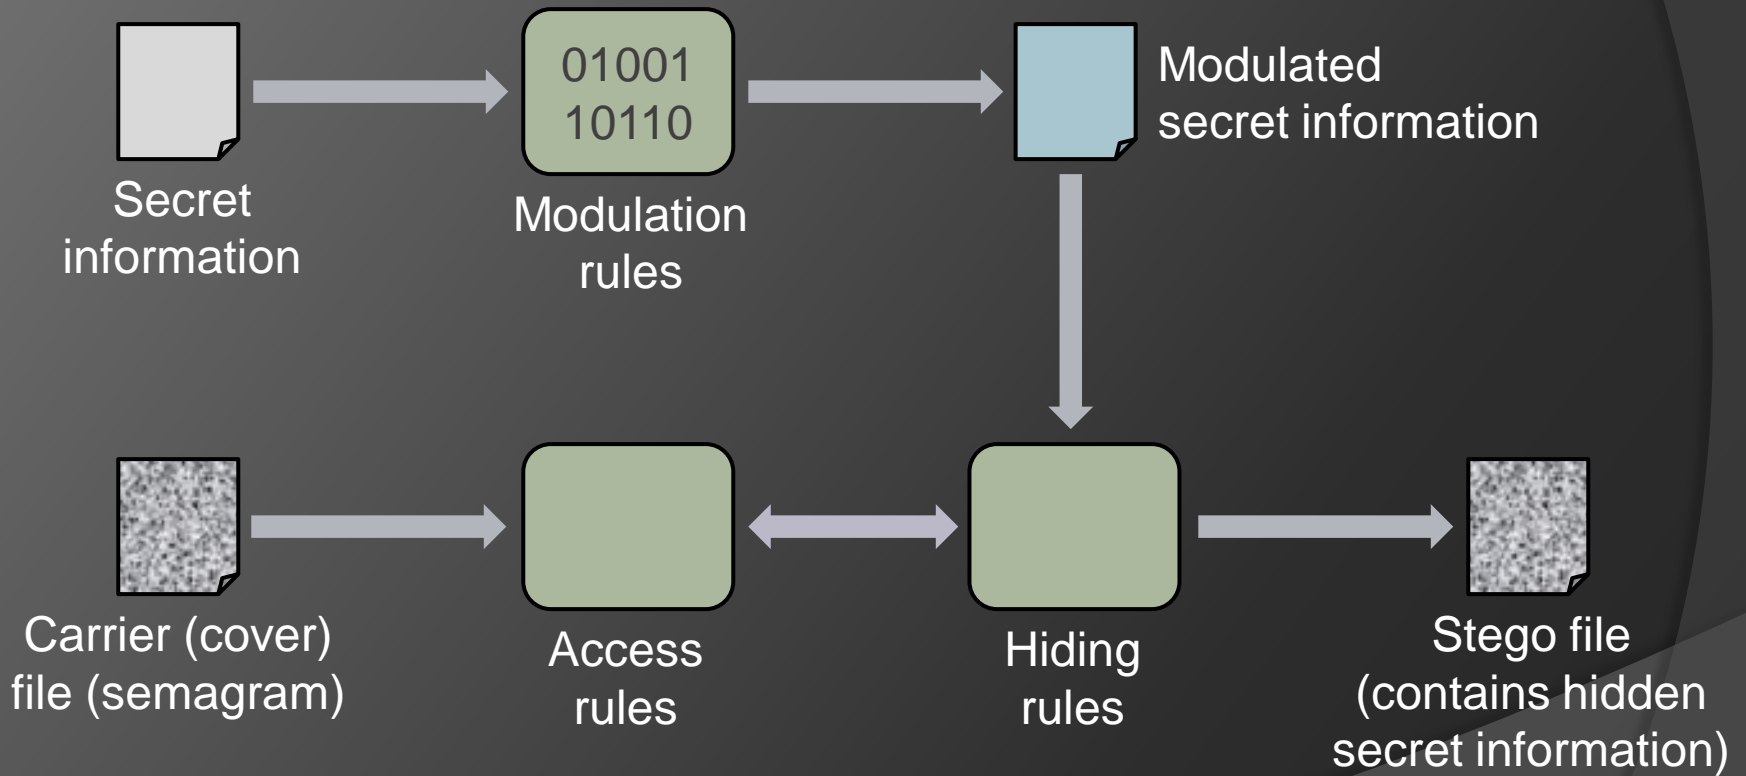 01001
10110
Modulated
secret information
Secret
information
Modulation
rules
Carrier (cover)
file (semagram)
Access
rules
Hiding
rules
Stego file
(contains hidden
secret information)